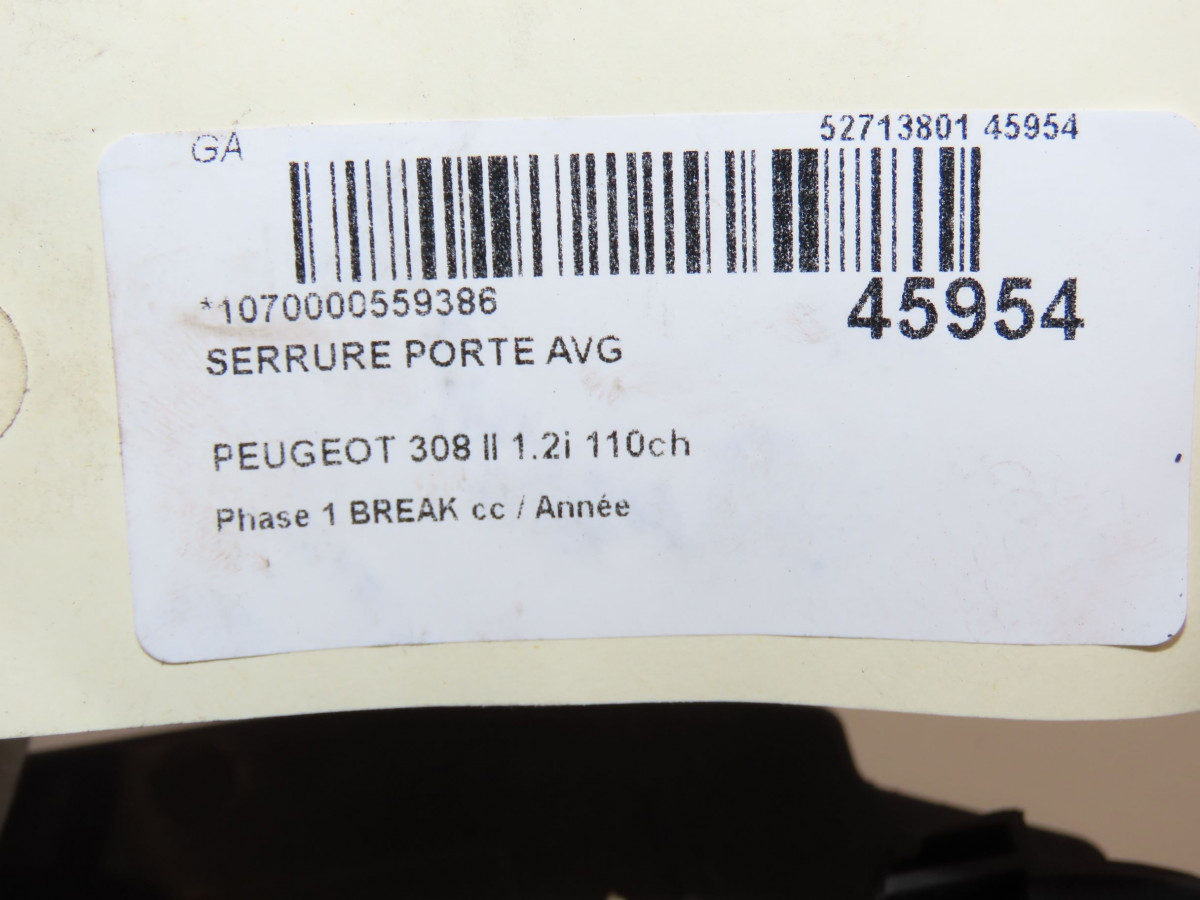 GA
52713801 45954
*1070000559386
45954
SERRURE PORTE AVG
PEUGEOT 308 II 1.2i 110ch
Phase 1 BREAK cc / Année